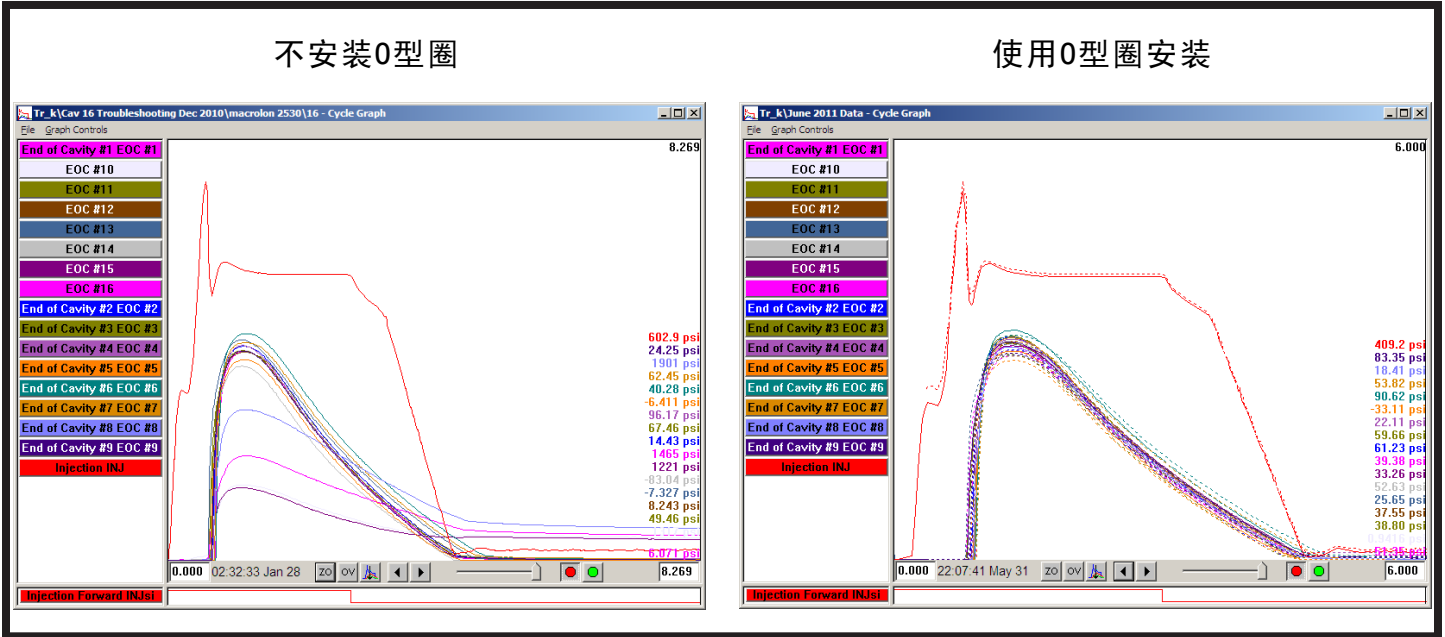 不安装0型圈
使用0型圈安装
Tr_k\Cav 16 Troubleshooting Dec 2010\macrolon 2530\16 - Cycle Graph
File Graph Controls
End of Cavity #1 EOC #1
EOC #10
EOC #11
EOC #12
EOC #13
EOC #14
EOC #15
EOC #16
End of Cavity #2 EOC #2
End of Cavity #3 EOC #3
End of Cavity #4 EOC #4
End of Cavity #5 EOC #5
End of Cavity #6 EOC #6
End of Cavity #7 EOC #7
End of Cavity #8 EOC #8
End of Cavity #9 EOC #9
Injection INJ
8.269
602.9 psi
24.25 psi
1901 psi
62.45 psi
40.28 psi
-6.411 psi
96.17 psi
67.46 psi
14.43 psi
1465 psi
1221 psi
-83.04 psi
-7.327 psi
8.243 psi
49.46 psi
6.071 psi
0.000 02:32:33 Jan 28 ZO OV 8.269
Injection Forward INJsi
Tr_k\June 2011 Data - Cycle Graph
File Graph Controls
End of Cavity #1 EOC #1
EOC #10
EOC #11
EOC #12
EOC #13
EOC #14
EOC #15
EOC #16
End of Cavity #2 EOC #2
End of Cavity #3 EOC #3
End of Cavity #4 EOC #4
End of Cavity #5 EOC #5
End of Cavity #6 EOC #6
End of Cavity #7 EOC #7
End of Cavity #8 EOC #8
End of Cavity #9 EOC #9
Injection INJ
6.000
409.2 psi
83.35 psi
18.41 psi
53.82 psi
90.62 psi
-33.11 psi
22.11 psi
59.66 psi
61.23 psi
39.38 psi
33.26 psi
52.63 psi
25.65 psi
37.55 psi
38.80 psi
0.9416 psi
0.000 22:07:41 May 31 ZO OV 6.000
Injection Forward INJsi